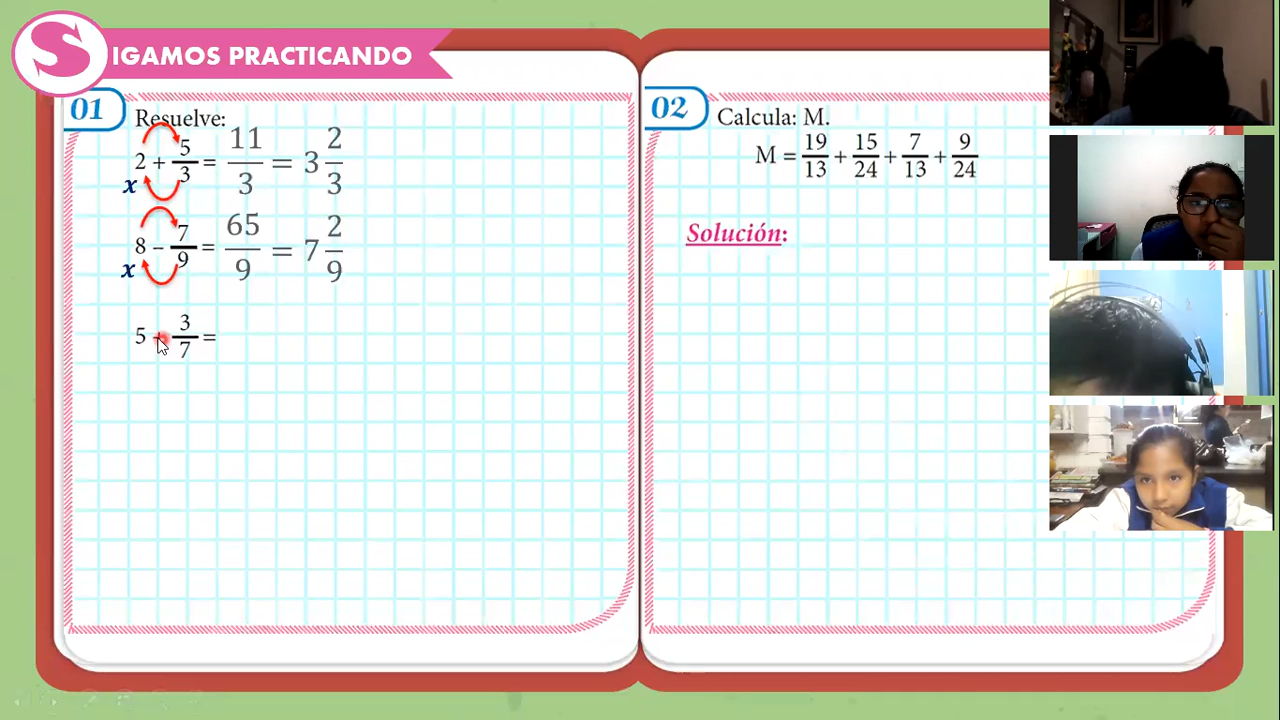 SIGAMOS PRACTICANDO
01
Resuelve:
2 + 5/3 = 11/3 = 3 2/3
x
8 − 7/9 = 65/9 = 7 2/9
x
5 3/7 =
02
Calcula: M.
M = 19/13 + 15/24 + 7/13 + 9/24
Solución: